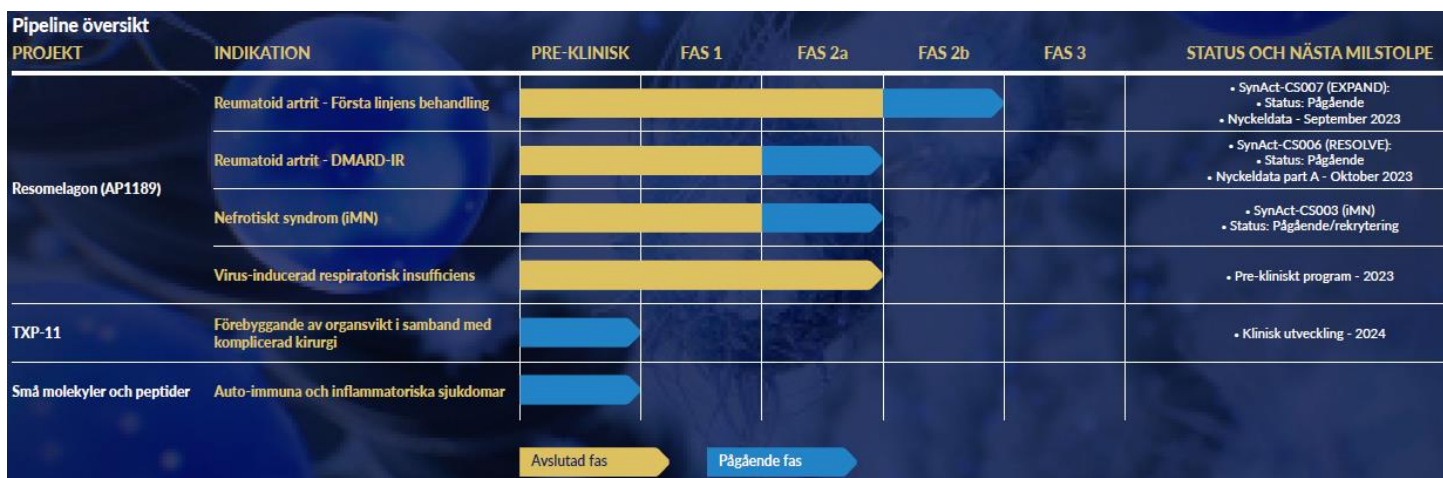 Pipeline översikt
PROJEKT INDIKATION PRE-KLINISK FAS 1 FAS 2a FAS 2b FAS 3 STATUS OCH NÄSTA MILSTOLPE
Resomelagon (AP1189)
Reumatoid artrit - Första linjens behandling
• SynAct-CS007 (EXPAND):
• Status: Pågående
• Nyckeldata - September 2023
Reumatoid artrit - DMARD-IR
• SynAct-CS006 (RESOLVE):
• Status: Pågående
• Nyckeldata part A - Oktober 2023
Nefrotiskt syndrom (iMN)
• SynAct-CS003 (iMN)
• Status: Pågående/rekrytering
Virus-inducerad respiratorisk insufficiens
• Pre-kliniskt program - 2023
TXP-11
Förebyggande av organsvikt i samband med
komplicerad kirurgi
• Klinisk utveckling - 2024
Små molekyler och peptider
Auto-immuna och inflammatoriska sjukdomar
Avslutad fas
Pågående fas